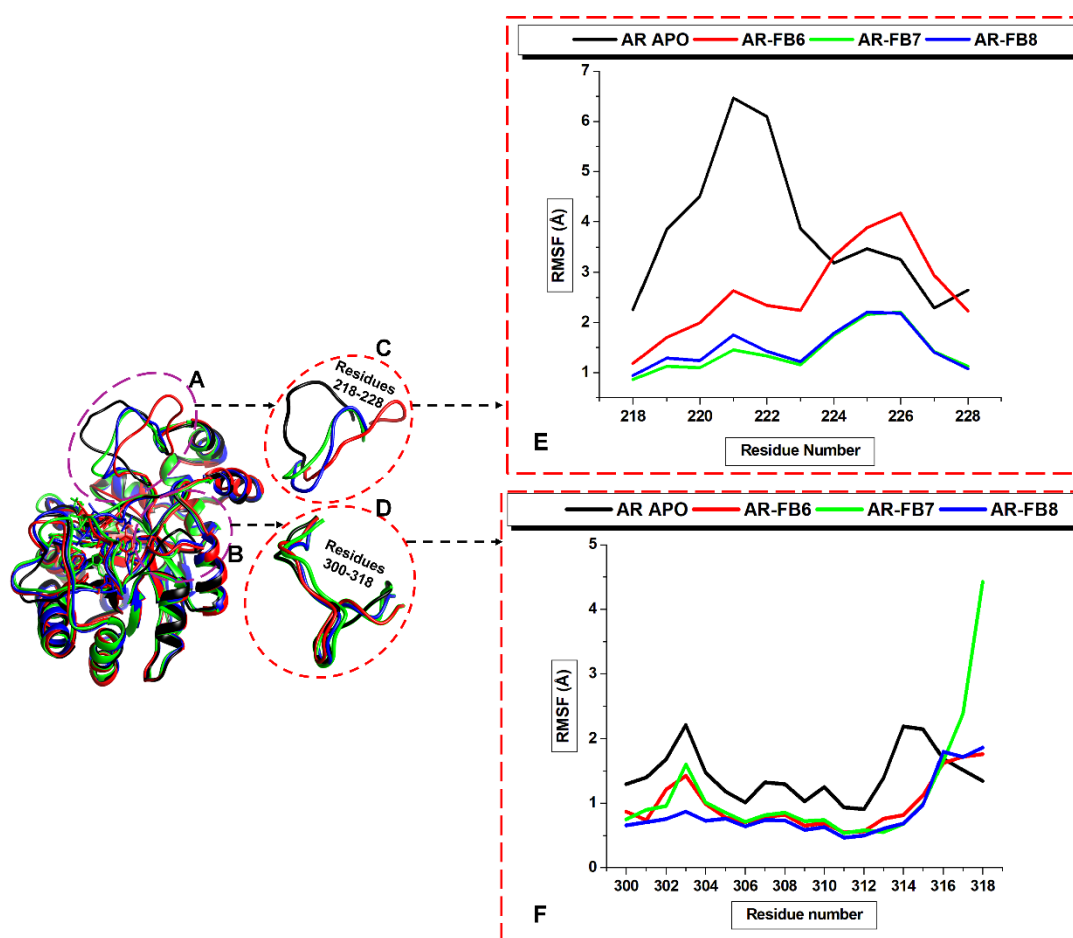 AR APO AR-FB6 AR-FB7 AR-FB8
7
6
5
4
3
2
1
RMSF (Å)
218 220 222 224 226 228
Residue Number
E
A
B
C
Residues
218-228
D
Residues
300-318
AR APO AR-FB6 AR-FB7 AR-FB8
5
4
3
2
1
0
RMSF (Å)
300 302 304 306 308 310 312 314 316 318
Residue number
F